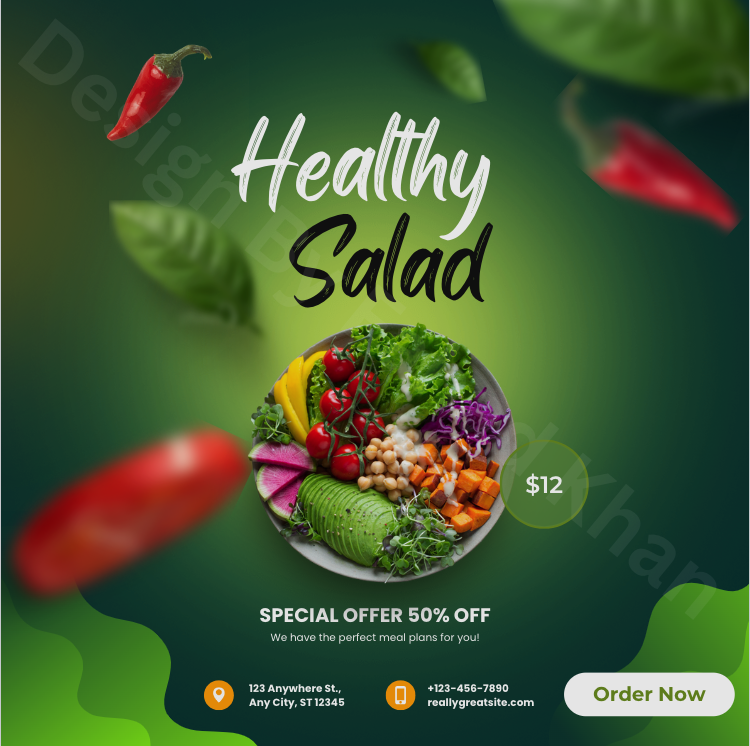 Healthy
Salad
$12
SPECIAL OFFER 50% OFF
We have the perfect meal plans for you!
123 Anywhere St.,
Any City, ST 12345
+123-456-7890
reallygreatsite.com
Order Now